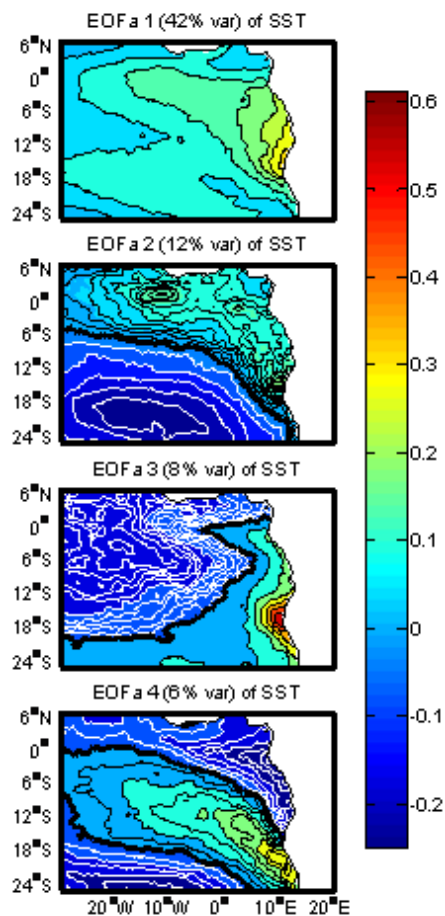 EOFa 1 (42% var) of SST
6°N
0°
6°S
12°S
18°S
24°S
EOFa 2 (12% var) of SST
6°N
0°
6°S
12°S
18°S
24°S
EOFa 3 (8% var) of SST
6°N
0°
6°S
12°S
18°S
24°S
EOFa 4 (6% var) of SST
6°N
0°
6°S
12°S
18°S
24°S
20°W 10°W 0° 10°E 20°E
0.6
0.5
0.4
0.3
0.2
0.1
0
-0.1
-0.2